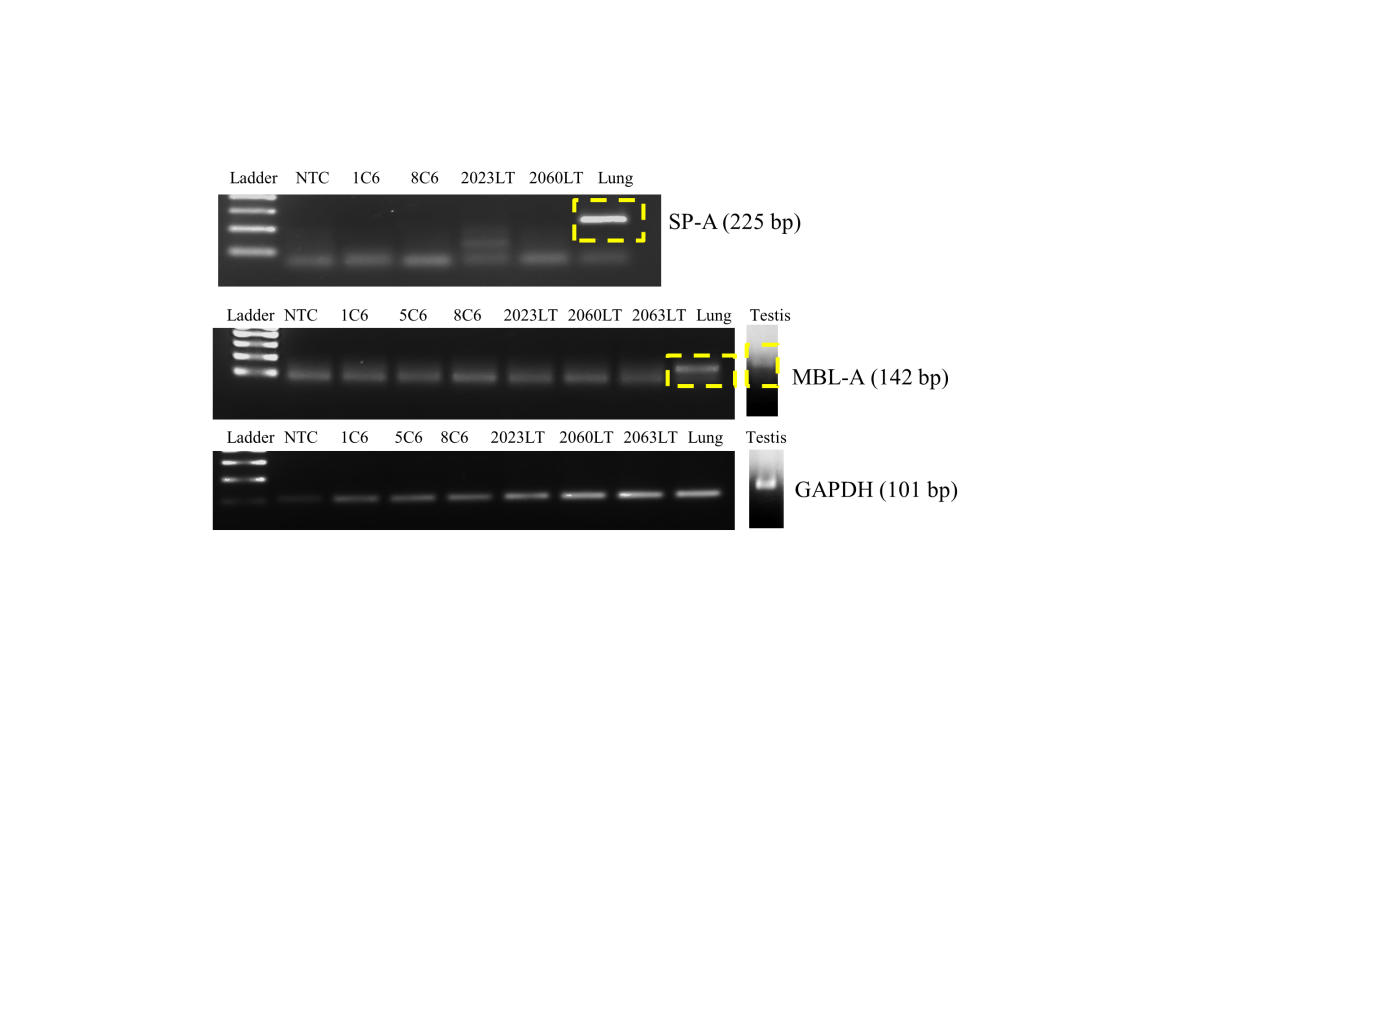 Ladder NTC 1C6 8C6 2023LT 2060LT Lung
SP-A (225 bp)
Ladder NTC 1C6 5C6 8C6 2023LT 2060LT 2063LT Lung Testis
MBL-A (142 bp)
Ladder NTC 1C6 5C6 8C6 2023LT 2060LT 2063LT Lung Testis
GAPDH (101 bp)